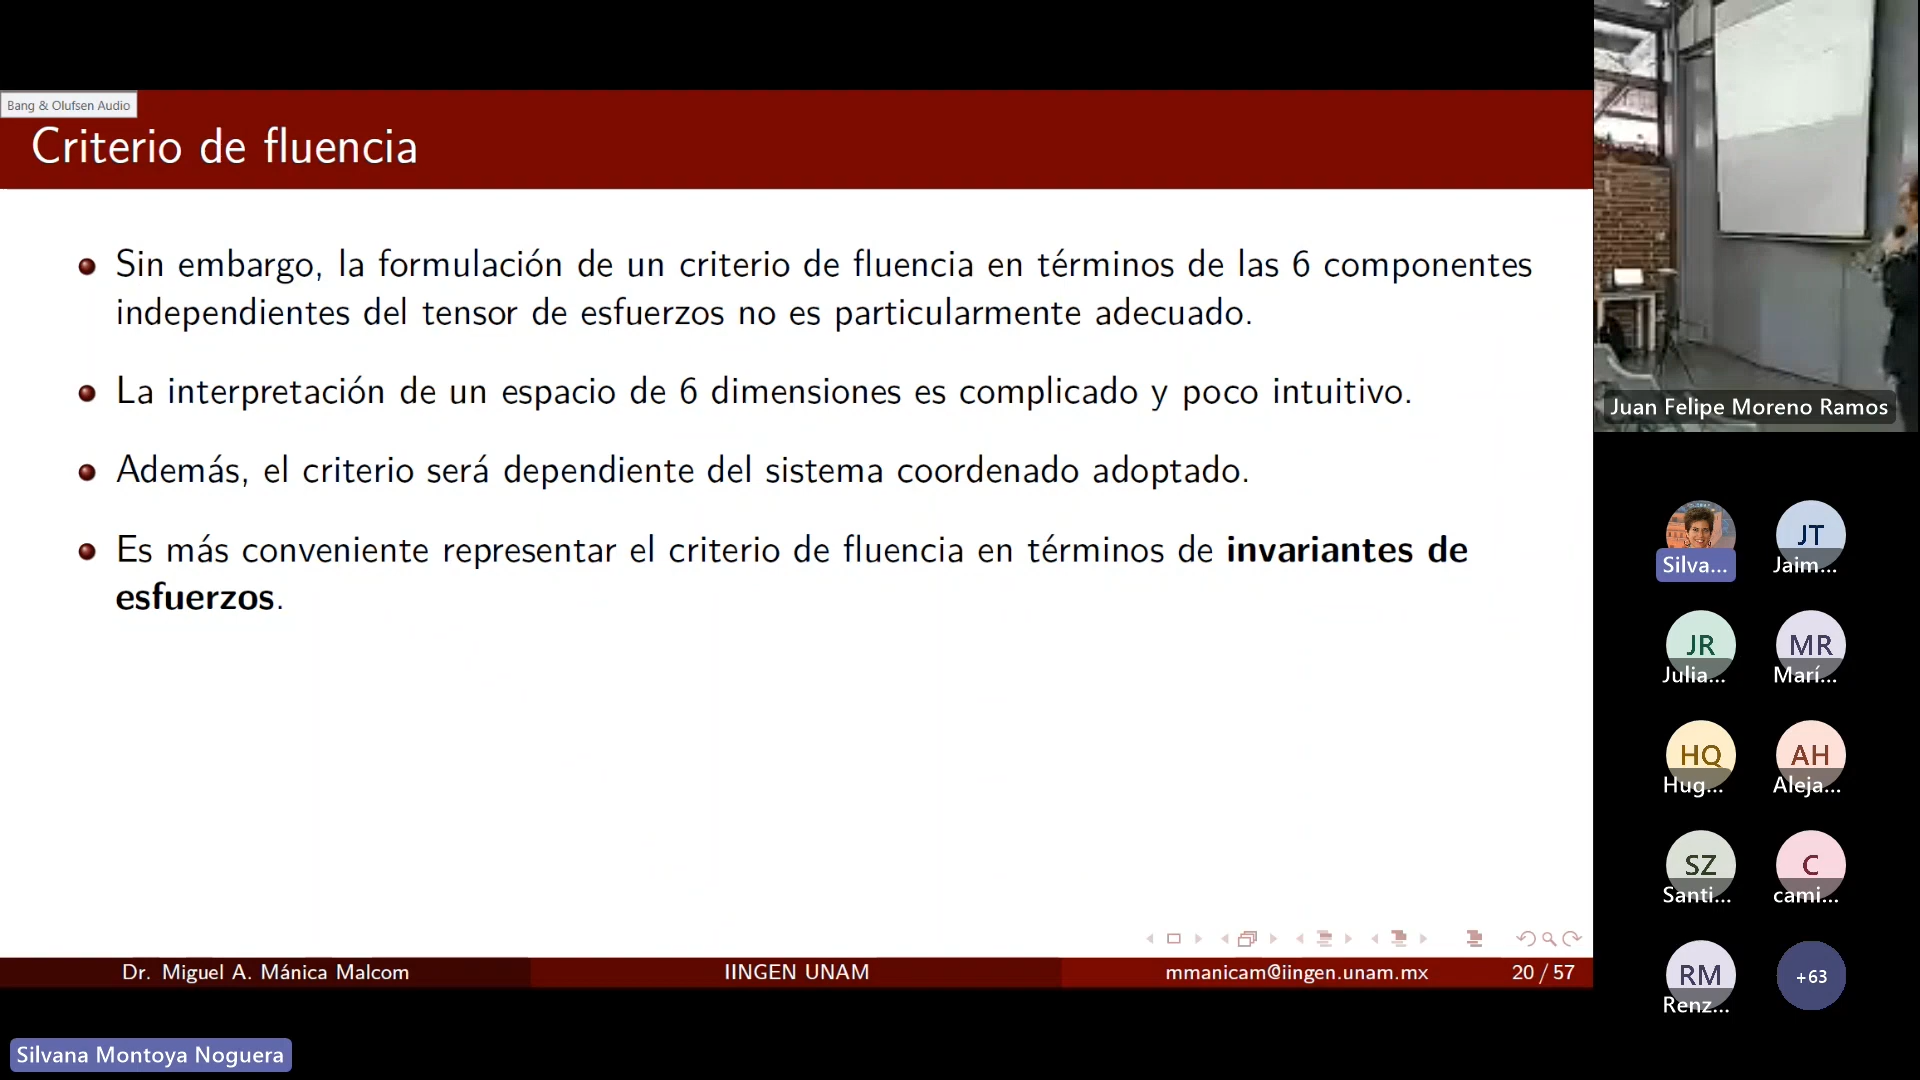 Bang & Olufsen Audio
Criterio de fluencia
Sin embargo, la formulación de un criterio de fluencia en términos de las 6 componentes
independientes del tensor de esfuerzos no es particularmente adecuado.
La interpretación de un espacio de 6 dimensiones es complicado y poco intuitivo.
Además, el criterio será dependiente del sistema coordenado adoptado.
Es más conveniente representar el criterio de fluencia en términos de invariantes de
esfuerzos.
Dr. Miguel A. Mánica Malcom
IINGEN UNAM
mmanicam@iingen.unam.mx
20 / 57
Silvana Montoya Noguera
Juan Felipe Moreno Ramos
Silva...
JT
Jaim...
JR
Julia...
MR
Marí...
HQ
Hug...
AH
Aleja...
SZ
Santi...
C
cami...
RM
Renz...
+63